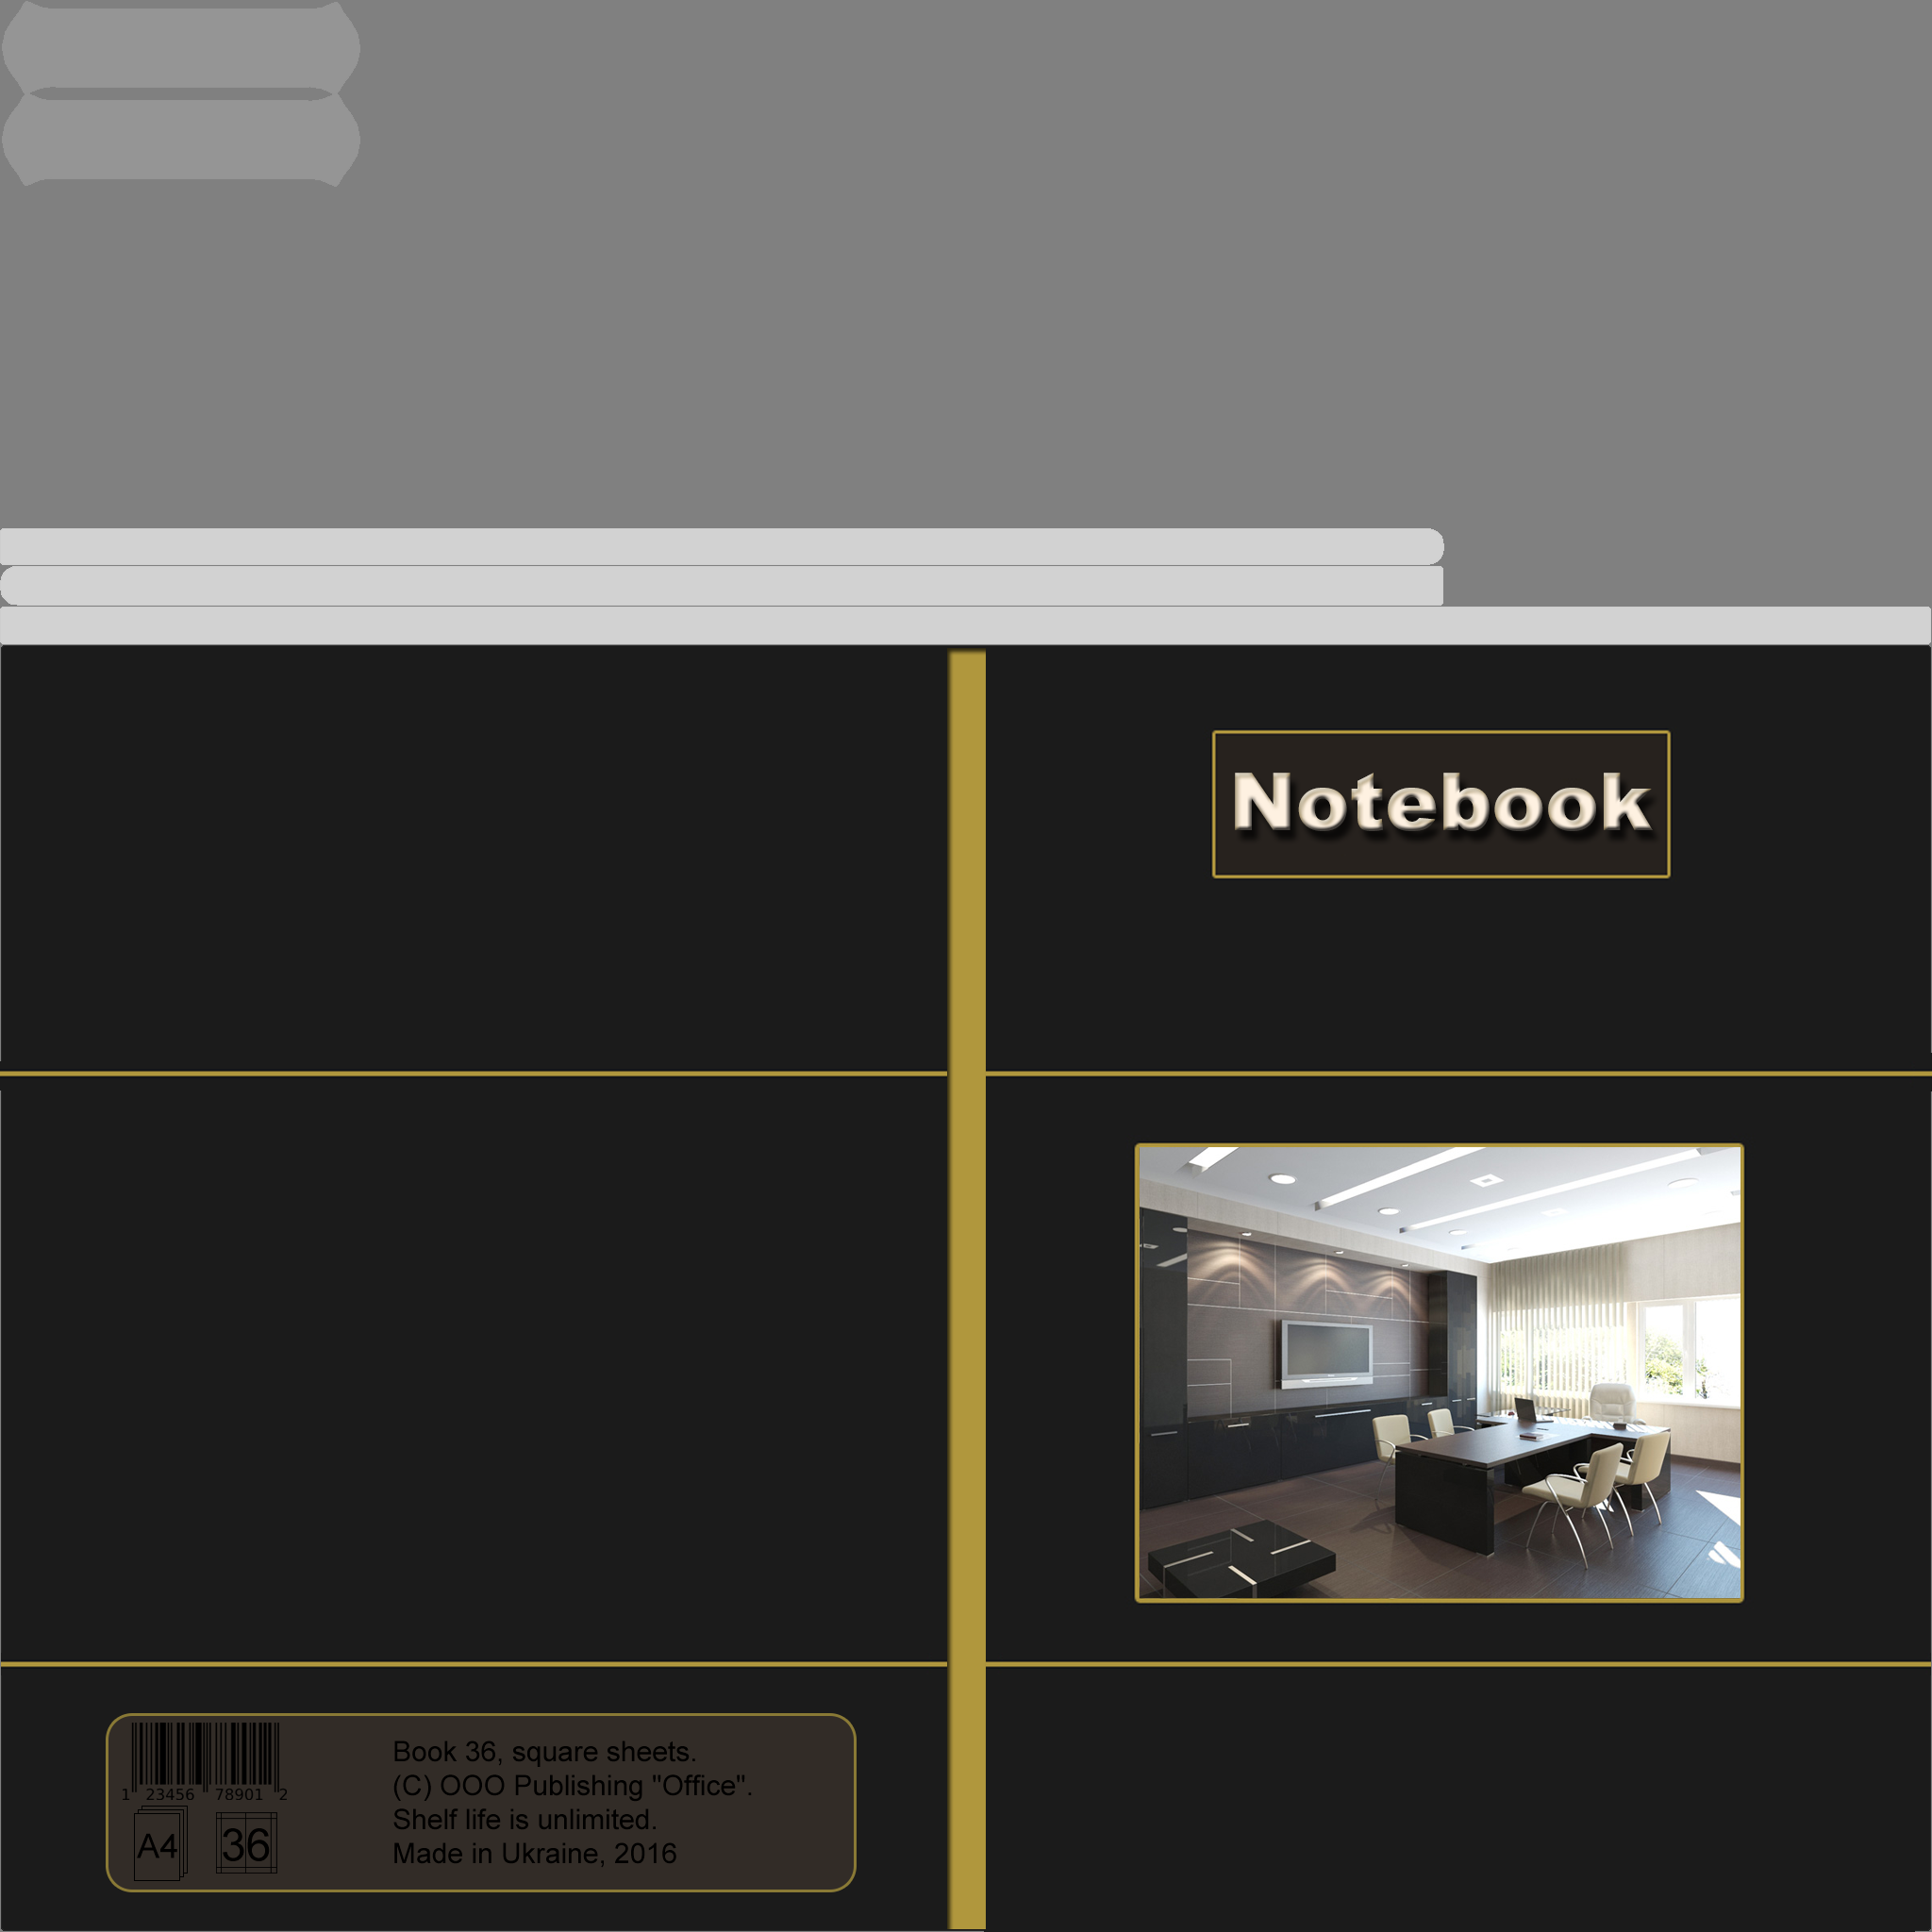 Notebook
Book 36, square sheets.
(C) OOO Publishing "Office".
Shelf life is unlimited.
Made in Ukraine, 2016
1 23456 78901 2
A4 36